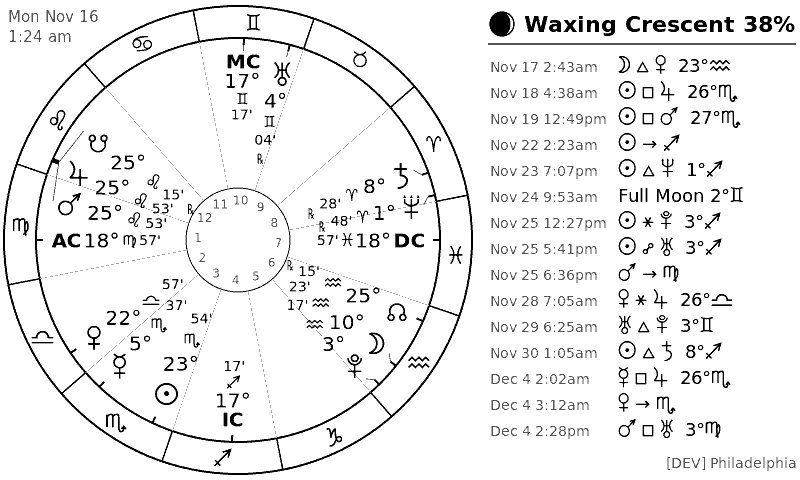 Mon Nov 16
1:24 am
Waxing Crescent 38%
Nov 17 2:43am ☽ △ ♀ 23°♒
Nov 18 4:38am ☉ □ ♃ 26°♏
Nov 19 12:49pm ☉ □ ♂ 27°♏
Nov 22 2:23am ☉ → ♐
Nov 23 7:07pm ☉ △ ♆ 1°♐
Nov 24 9:53am Full Moon 2°♊
Nov 25 12:27pm ☉ ⚹ ⯓ 3°♐
Nov 25 5:41pm ☉ ☍ ♅ 3°♐
Nov 25 6:36pm ♂ → ♍
Nov 28 7:05am ♀ ⚹ ♃ 26°♎
Nov 29 6:25am ♅ △ ⯓ 3°♊
Nov 30 1:05am ☉ △ ♄ 8°♐
Dec 4 2:02am ☿ □ ♃ 26°♏
Dec 4 3:12am ♀ → ♏
Dec 4 2:28pm ♂ □ ♅ 3°♍
[DEV] Philadelphia
MC
17°
♊
17'
♅
4°
♊
04'
℞
♄ 8° ♈ 28' ℞
♆ 1° ♈ 48' ℞
DC 18° ♓ 57'
☊ 25° ♒ 15' ℞
☽ 10° ♒ 23'
⯓ 3° ♒ 17'
17'
♐
17°
IC
☉ 23° ♏ 54'
☿ 5° ♏ 37'
♀ 22° ♎ 57'
AC 18° ♍ 57'
♂ 25° ♌ 53'
♃ 25° ♌ 53'
☋ 25° ♌ 15' ℞
1
2
3
4
5
6
7
8
9
10
11
12
♊
♉
♈
♓
♒
♑
♐
♏
♎
♍
♌
♋